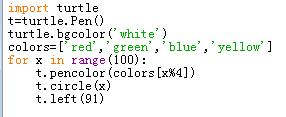 import turtle
t=turtle.Pen()
turtle.bgcolor('white')
colors=['red','green','blue','yellow']
for x in range(100):
    t.pencolor(colors[x%4])
    t.circle(x)
    t.left(91)